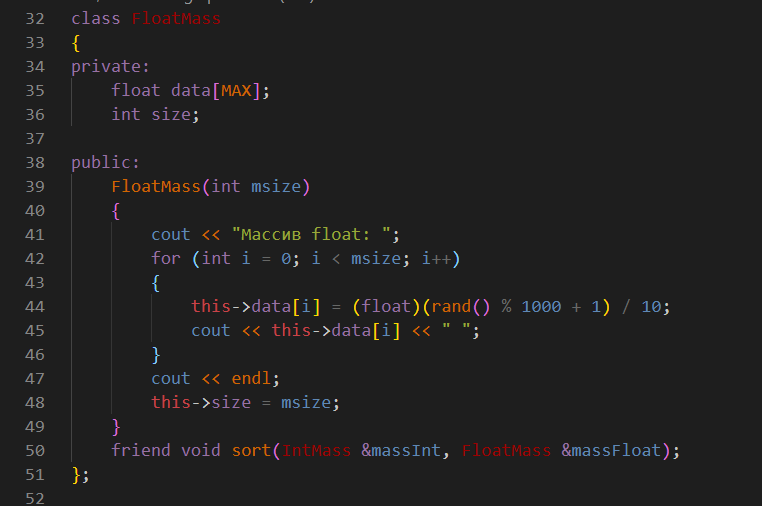 32 class FloatMass
33 {
34 private:
35     float data[MAX];
36     int size;
37
38 public:
39     FloatMass(int msize)
40     {
41         cout << "Массив float: ";
42         for (int i = 0; i < msize; i++)
43         {
44             this->data[i] = (float)(rand() % 1000 + 1) / 10;
45             cout << this->data[i] << " ";
46         }
47         cout << endl;
48         this->size = msize;
49     }
50     friend void sort(IntMass &massInt, FloatMass &massFloat);
51 };
52